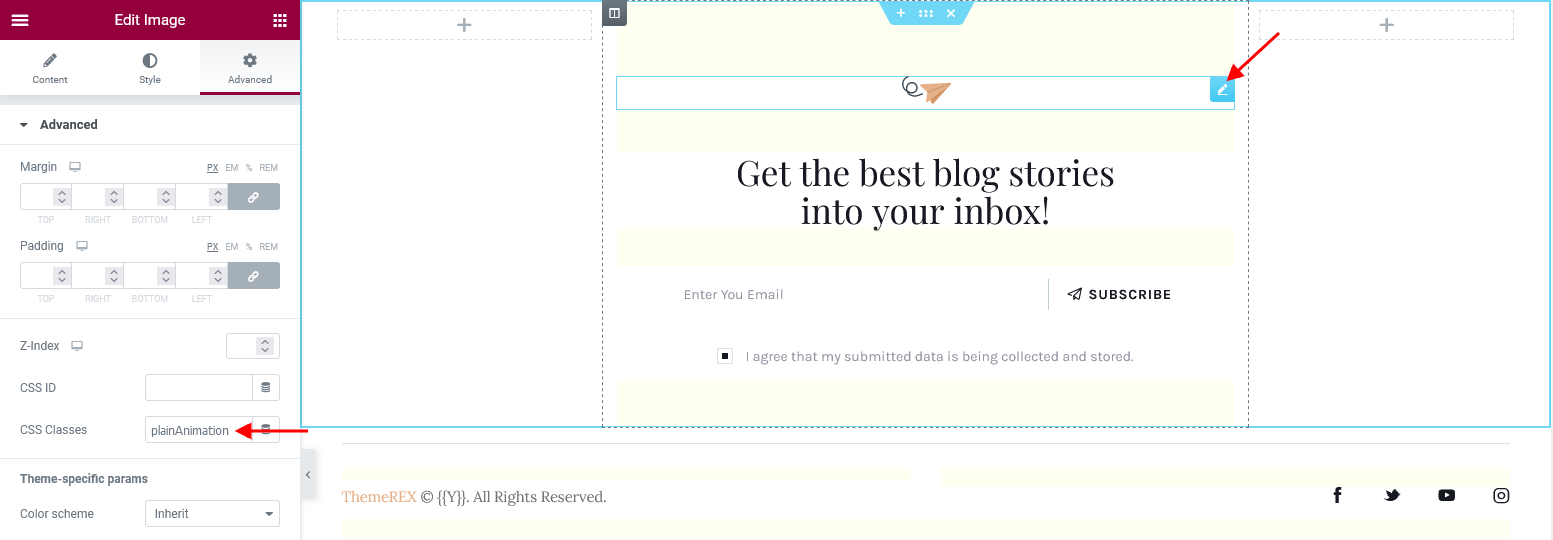 Edit Image
Content Style Advanced
Advanced
Margin PX EM % REM
TOP RIGHT BOTTOM LEFT
Padding PX EM % REM
TOP RIGHT BOTTOM LEFT
Z-Index
CSS ID
CSS Classes plainAnimation
Theme-specific params
Color scheme Inherit
Get the best blog stories
into your inbox!
Enter You Email SUBSCRIBE
I agree that my submitted data is being collected and stored.
ThemeREX © {{Y}}. All Rights Reserved.